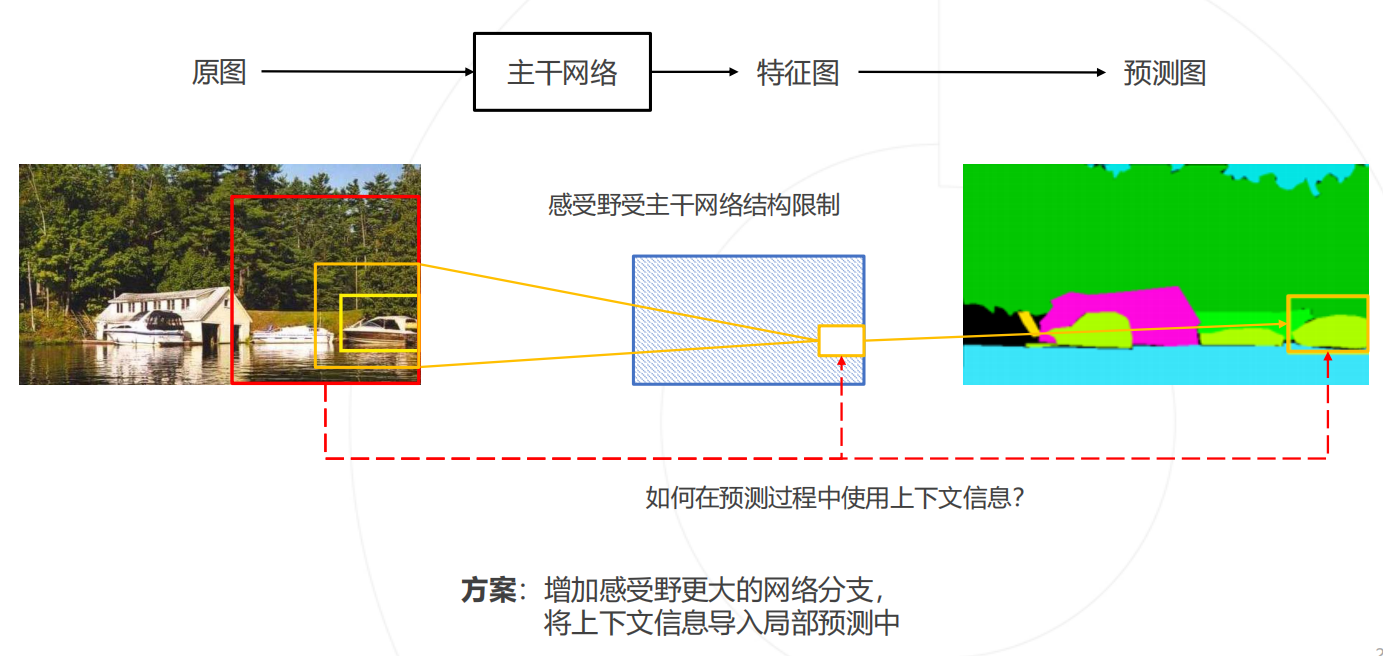 原图
主干网络
特征图
预测图
感受野受主干网络结构限制
如何在预测过程中使用上下文信息?
方案：增加感受野更大的网络分支，
将上下文信息导入局部预测中